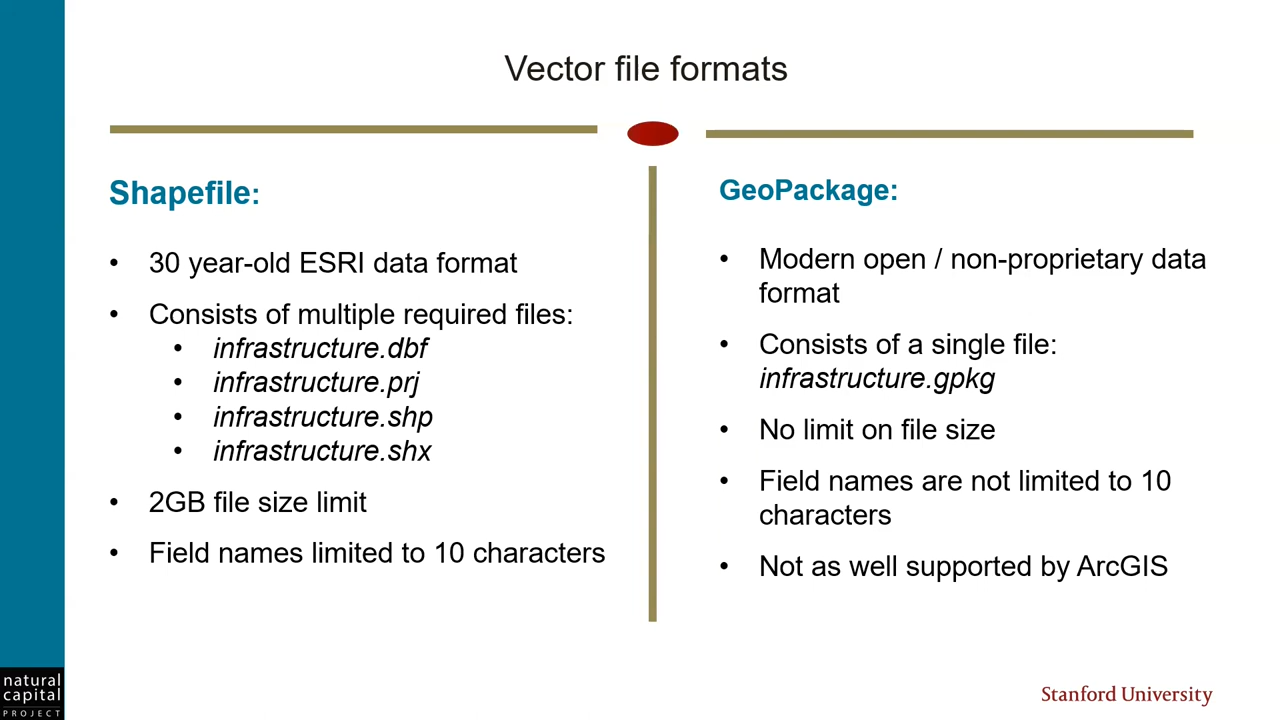 Vector file formats
Shapefile:
• 30 year-old ESRI data format
• Consists of multiple required files:
• infrastructure.dbf
• infrastructure.prj
• infrastructure.shp
• infrastructure.shx
• 2GB file size limit
• Field names limited to 10 characters
GeoPackage:
• Modern open / non-proprietary data
format
• Consists of a single file:
infrastructure.gpkg
• No limit on file size
• Field names are not limited to 10
characters
• Not as well supported by ArcGIS
natural
capital
PROJECT
Stanford University